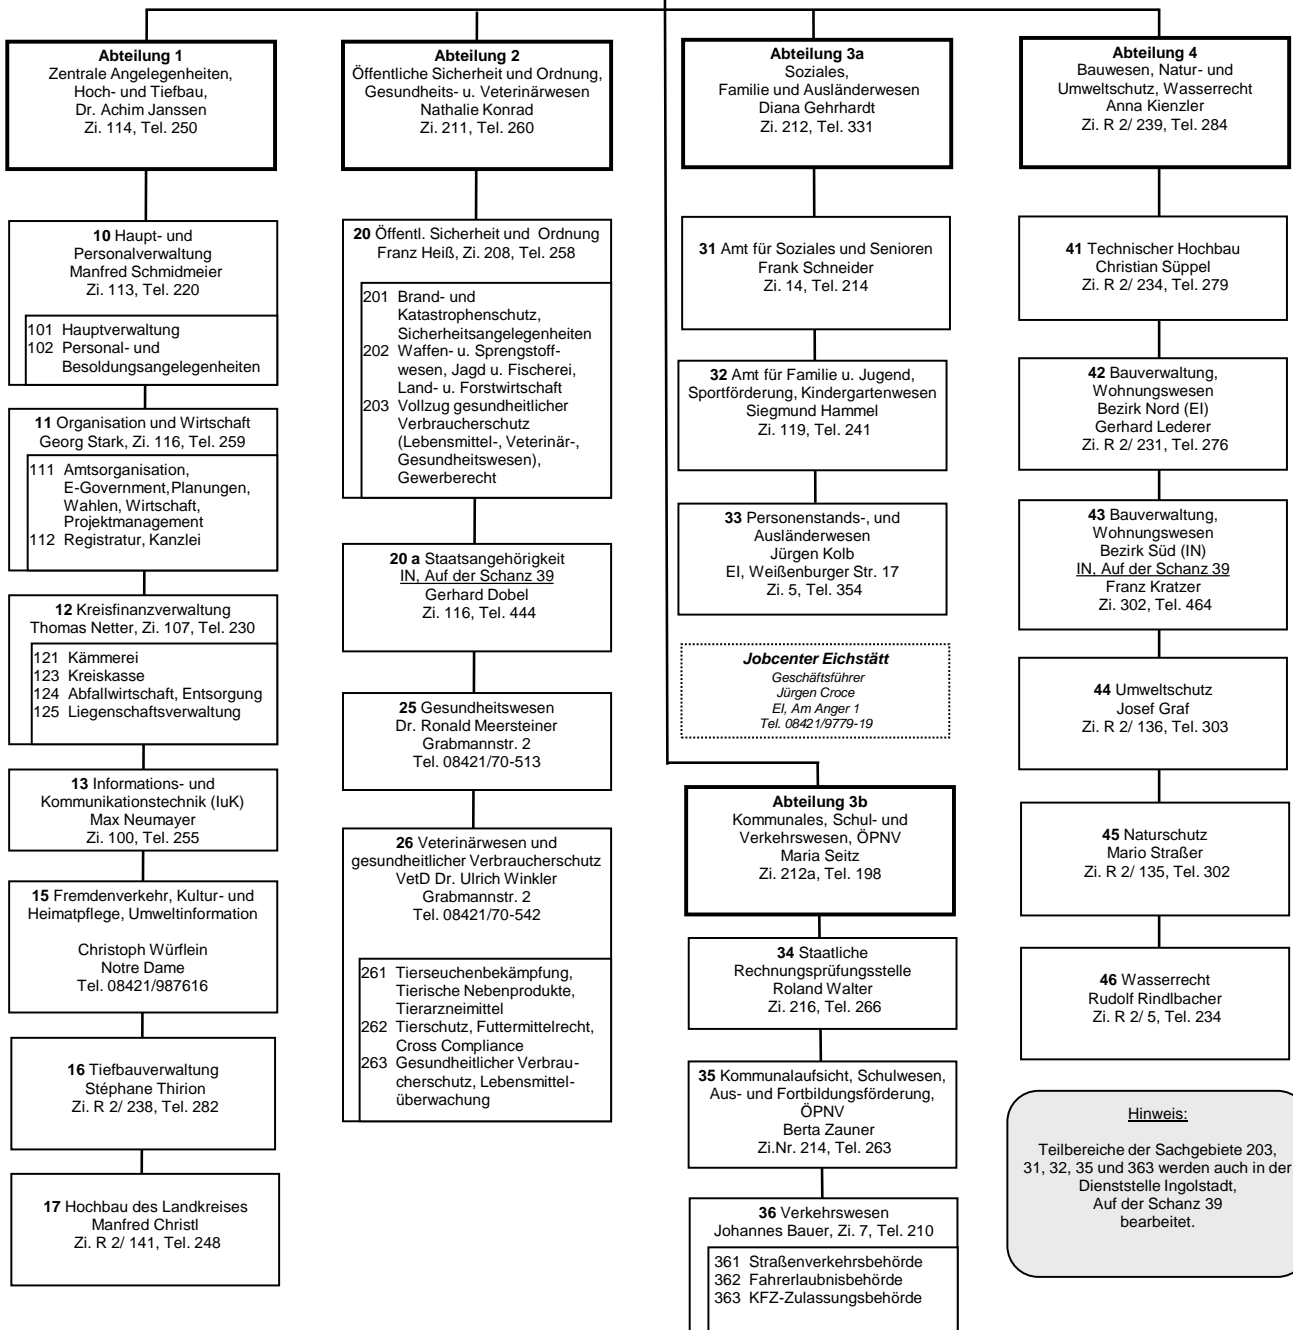 Abteilung 1
Zentrale Angelegenheiten,
Hoch- und Tiefbau,
Dr. Achim Janssen
Zi. 114, Tel. 250
10 Haupt- und
Personalverwaltung
Manfred Schmidmeier
Zi. 113, Tel. 220
101 Hauptverwaltung
102 Personal- und
Besoldungsangelegenheiten
11 Organisation und Wirtschaft
Georg Stark, Zi. 116, Tel. 259
111 Amtsorganisation,
E-Government,Planungen,
Wahlen, Wirtschaft,
Projektmanagement
112 Registratur, Kanzlei
12 Kreisfinanzverwaltung
Thomas Netter, Zi. 107, Tel. 230
121 Kämmerei
123 Kreiskasse
124 Abfallwirtschaft, Entsorgung
125 Liegenschaftsverwaltung
13 Informations- und
Kommunikationstechnik (IuK)
Max Neumayer
Zi. 100, Tel. 255
15 Fremdenverkehr, Kultur- und
Heimatpflege, Umweltinformation
Christoph Würflein
Notre Dame
Tel. 08421/987616
16 Tiefbauverwaltung
Stéphane Thirion
Zi. R 2/ 238, Tel. 282
17 Hochbau des Landkreises
Manfred Christl
Zi. R 2/ 141, Tel. 248
Abteilung 2
Öffentliche Sicherheit und Ordnung,
Gesundheits- u. Veterinärwesen
Nathalie Konrad
Zi. 211, Tel. 260
20 Öffentl. Sicherheit und Ordnung
Franz Heiß, Zi. 208, Tel. 258
201 Brand- und
Katastrophenschutz,
Sicherheitsangelegenheiten
202 Waffen- u. Sprengstoff-
wesen, Jagd u. Fischerei,
Land- u. Forstwirtschaft
203 Vollzug gesundheitlicher
Verbraucherschutz
(Lebensmittel-, Veterinär-,
Gesundheitswesen),
Gewerberecht
20 a Staatsangehörigkeit
IN, Auf der Schanz 39
Gerhard Dobel
Zi. 116, Tel. 444
25 Gesundheitswesen
Dr. Ronald Meersteiner
Grabmannstr. 2
Tel. 08421/70-513
26 Veterinärwesen und
gesundheitlicher Verbraucherschutz
VetD Dr. Ulrich Winkler
Grabmannstr. 2
Tel. 08421/70-542
261 Tierseuchenbekämpfung,
Tierische Nebenprodukte,
Tierarzneimittel
262 Tierschutz, Futtermittelrecht,
Cross Compliance
263 Gesundheitlicher Verbrau-
cherschutz, Lebensmittel-
überwachung
Abteilung 3a
Soziales,
Familie und Ausländerwesen
Diana Gehrhardt
Zi. 212, Tel. 331
31 Amt für Soziales und Senioren
Frank Schneider
Zi. 14, Tel. 214
32 Amt für Familie u. Jugend,
Sportförderung, Kindergartenwesen
Siegmund Hammel
Zi. 119, Tel. 241
33 Personenstands-, und
Ausländerwesen
Jürgen Kolb
EI, Weißenburger Str. 17
Zi. 5, Tel. 354
Jobcenter Eichstätt
Geschäftsführer
Jürgen Croce
EI, Am Anger 1
Tel. 08421/9779-19
Abteilung 3b
Kommunales, Schul- und
Verkehrswesen, ÖPNV
Maria Seitz
Zi. 212a, Tel. 198
34 Staatliche
Rechnungsprüfungsstelle
Roland Walter
Zi. 216, Tel. 266
35 Kommunalaufsicht, Schulwesen,
Aus- und Fortbildungsförderung,
ÖPNV
Berta Zauner
Zi.Nr. 214, Tel. 263
36 Verkehrswesen
Johannes Bauer, Zi. 7, Tel. 210
361 Straßenverkehrsbehörde
362 Fahrerlaubnisbehörde
363 KFZ-Zulassungsbehörde
Abteilung 4
Bauwesen, Natur- und
Umweltschutz, Wasserrecht
Anna Kienzler
Zi. R 2/ 239, Tel. 284
41 Technischer Hochbau
Christian Süppel
Zi. R 2/ 234, Tel. 279
42 Bauverwaltung,
Wohnungswesen
Bezirk Nord (EI)
Gerhard Lederer
Zi. R 2/ 231, Tel. 276
43 Bauverwaltung,
Wohnungswesen
Bezirk Süd (IN)
IN, Auf der Schanz 39
Franz Kratzer
Zi. 302, Tel. 464
44 Umweltschutz
Josef Graf
Zi. R 2/ 136, Tel. 303
45 Naturschutz
Mario Straßer
Zi. R 2/ 135, Tel. 302
46 Wasserrecht
Rudolf Rindlbacher
Zi. R 2/ 5, Tel. 234
Hinweis:
Teilbereiche der Sachgebiete 203,
31, 32, 35 und 363 werden auch in der
Dienststelle Ingolstadt,
Auf der Schanz 39
bearbeitet.